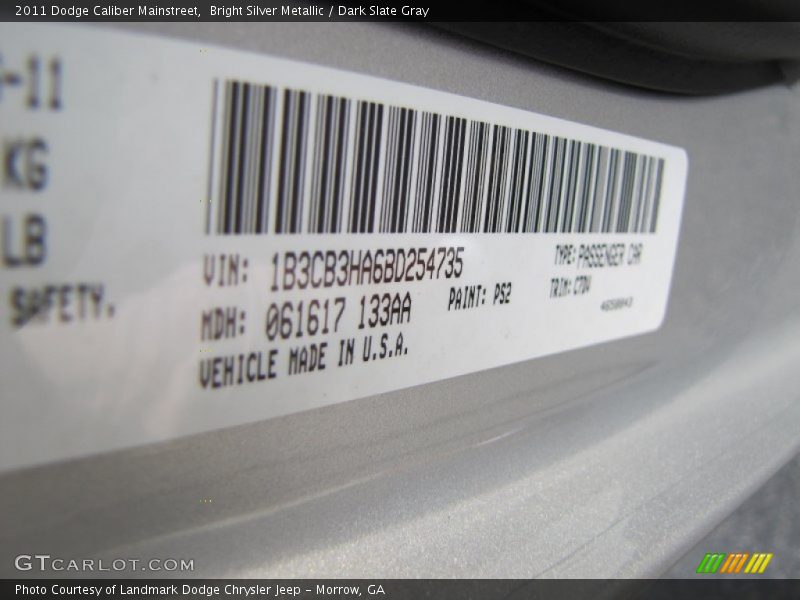 2011 Dodge Caliber Mainstreet,  Bright Silver Metallic / Dark Slate Gray
-11
KG
LB
SAFETY.
VIN: 1B3CB3HA6BD254735
TYPE: PASSENGER CAR
MDH: 061617 133AA
PAINT: PS2
TRIM: C7DV
VEHICLE MADE IN U.S.A.
GTCARLOT.COM
Photo Courtesy of Landmark Dodge Chrysler Jeep - Morrow, GA